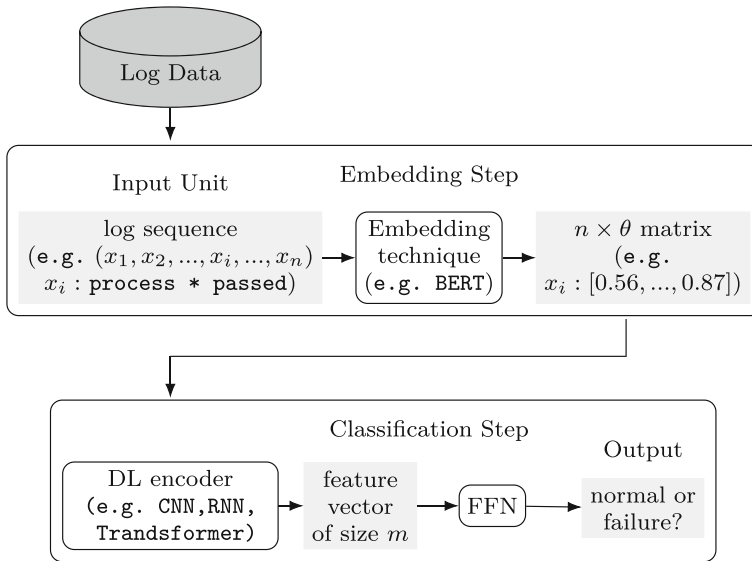 Log Data
Input Unit
Embedding Step
log sequence
(e.g. (x₁, x₂, ..., xᵢ, ..., xₙ)
xᵢ : process * passed)
Embedding
technique
(e.g. BERT)
n × θ matrix
(e.g.
xᵢ : [0.56, ..., 0.87])
Classification Step
Output
DL encoder
(e.g. CNN,RNN,
Trandsformer)
feature
vector
of size m
FFN
normal or
failure?